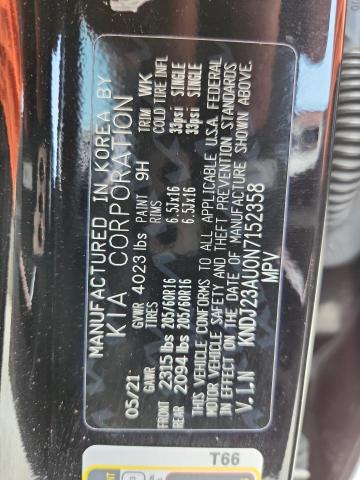 MANUFACTURED IN KOREA BY
KIA CORPORATION
05/21 GVWR 4023 lbs PAINT 9H TRIM WK
GAWR TIRES RIMS COLD TIRE INFL
FRONT 2315 lbs 205/60R16 6.5Jx16 33psi SINGLE
REAR 2094 lbs 205/60R16 6.5Jx16 33psi SINGLE
THIS VEHICLE CONFORMS TO ALL APPLICABLE U.S.A. FEDERAL
MOTOR VEHICLE SAFETY AND THEFT PREVENTION STANDARDS
IN EFFECT ON THE DATE OF MANUFACTURE SHOWN ABOVE.
V.I.N KNDJ23AU0N7152858
MPV
T66